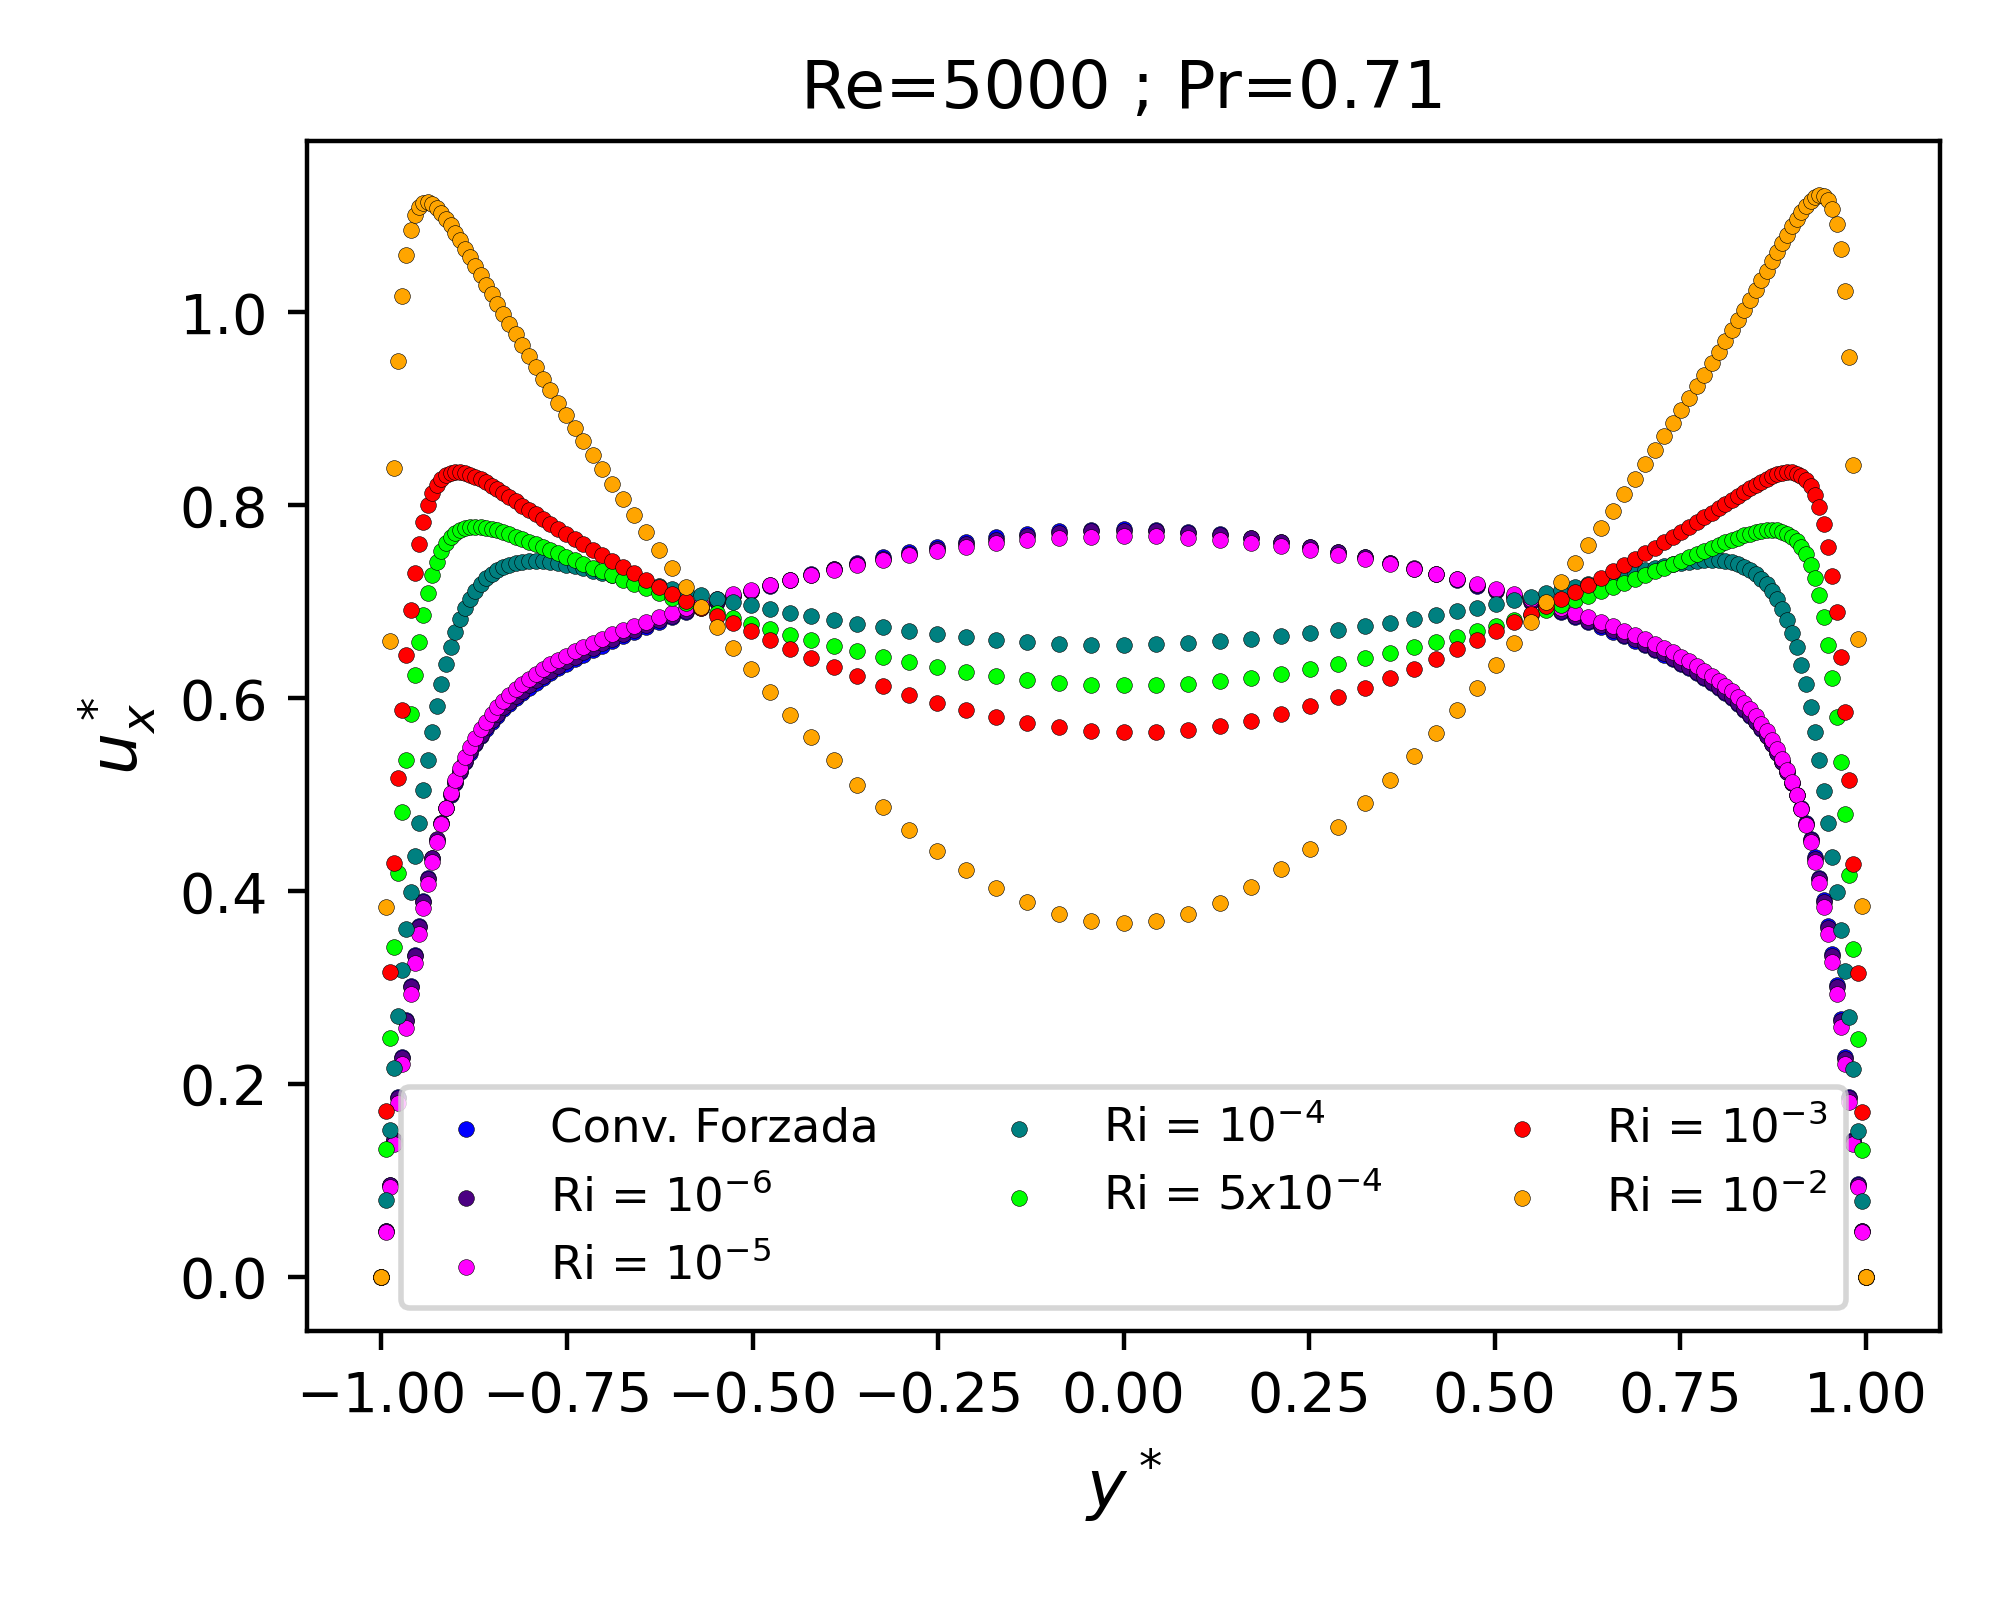 Re=5000 ; Pr=0.71
1.0
0.8
0.6
0.4
0.2
0.0
u*x
Conv. Forzada
Ri = 10⁻⁶
Ri = 10⁻⁵
Ri = 10⁻⁴
Ri = 5x10⁻⁴
Ri = 10⁻³
Ri = 10⁻²
−1.00 −0.75 −0.50 −0.25 0.00 0.25 0.50 0.75 1.00
y*